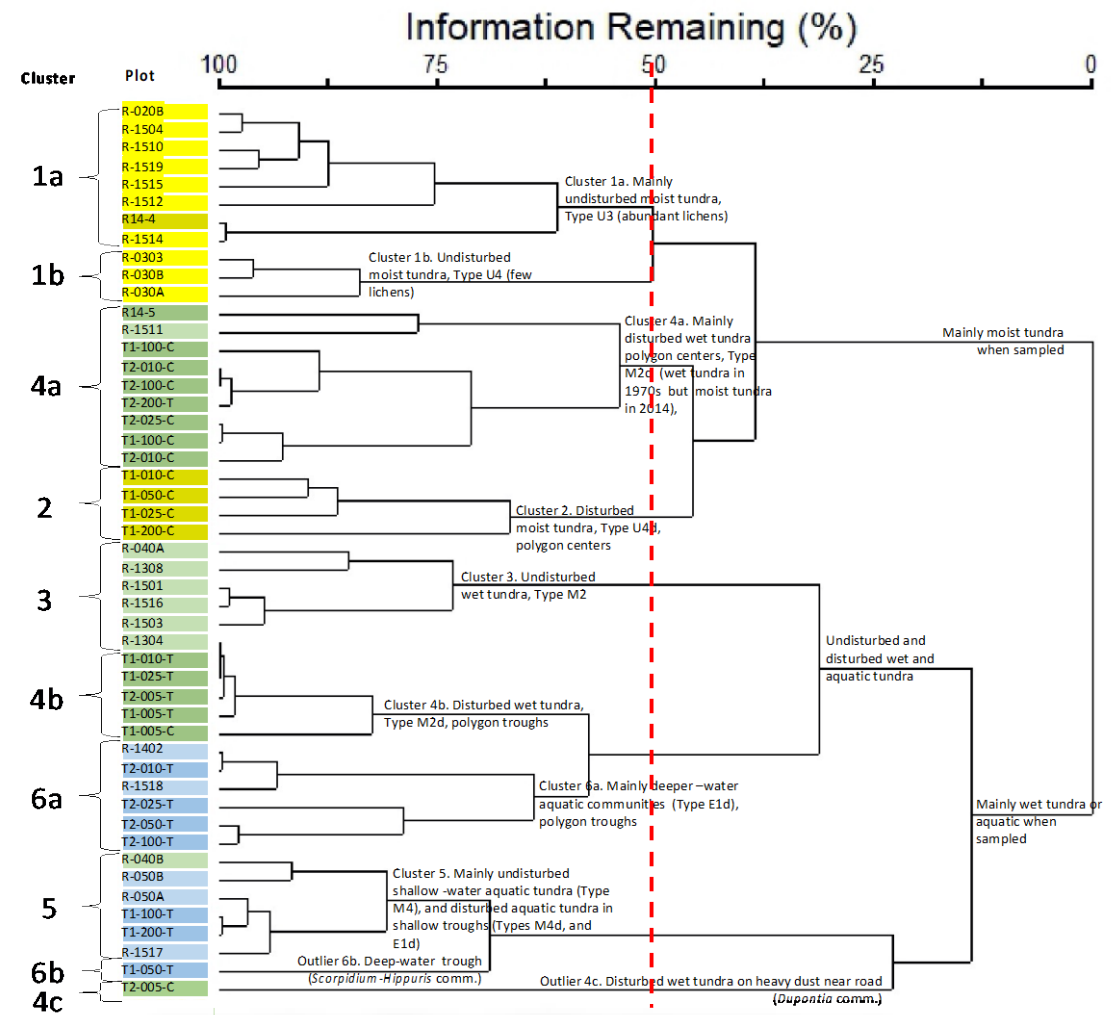 Information Remaining (%)
100 75 50 25 0
Cluster Plot
R-020B
R-1504
R-1510
R-1519
R-1515
R-1512
R14-4
R-1514
1a
Cluster 1a. Mainly
undisturbed moist tundra,
Type U3 (abundant lichens)
R-0303
R-030B
R-030A
1b
Cluster 1b. Undisturbed
moist tundra, Type U4 (few
lichens)
R14-5
R-1511
T1-100-C
T2-010-C
T2-100-C
T2-200-T
T2-025-C
T1-100-C
T2-010-C
4a
Cluster 4a. Mainly
disturbed wet tundra
polygon centers, Type
M2d (wet tundra in
1970s but moist tundra
in 2014),
Mainly moist tundra
when sampled
T1-010-C
T1-050-C
T1-025-C
T1-200-C
2
Cluster 2. Disturbed
moist tundra, Type U4d,
polygon centers
R-040A
R-1308
R-1501
R-1516
R-1503
R-1304
3
Cluster 3. Undisturbed
wet tundra, Type M2
Undisturbed and
disturbed wet and
aquatic tundra
T1-010-T
T1-025-T
T2-005-T
T1-005-T
T1-005-C
4b
Cluster 4b. Disturbed wet tundra,
Type M2d, polygon troughs
R-1402
T2-010-T
R-1518
T2-025-T
T2-050-T
T2-100-T
6a
Cluster 6a. Mainly deeper –water
aquatic communities (Type E1d),
polygon troughs
Mainly wet tundra or
aquatic when
sampled
R-040B
R-050B
R-050A
T1-100-T
T1-200-T
R-1517
5
Cluster 5. Mainly undisturbed
shallow -water aquatic tundra (Type
M4), and disturbed aquatic tundra in
shallow troughs (Types M4d, and
E1d)
T1-050-T
6b
Outlier 6b. Deep-water trough
(Scorpidium-Hippuris comm.)
T2-005-C
4c
Outlier 4c. Disturbed wet tundra on heavy dust near road
(Dupontia comm.)